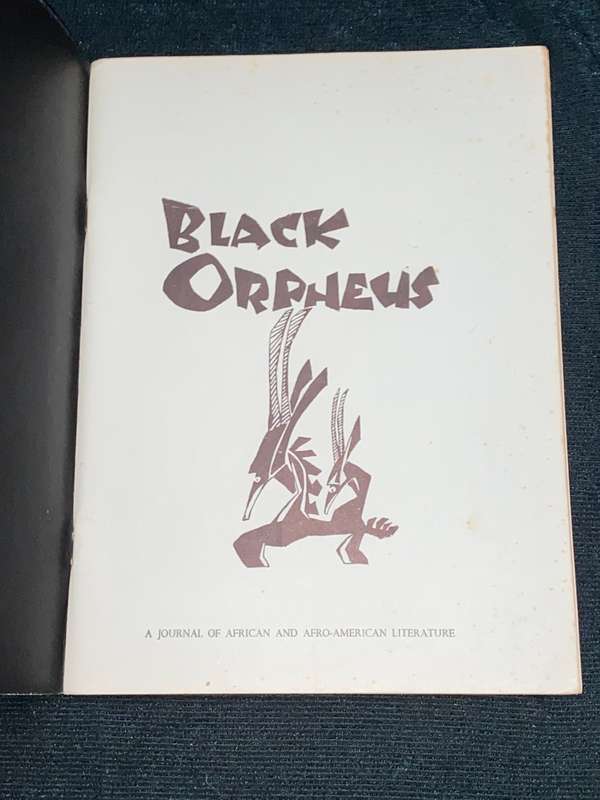 BLACK
ORPHEUS
A JOURNAL OF AFRICAN AND AFRO-AMERICAN LITERATURE